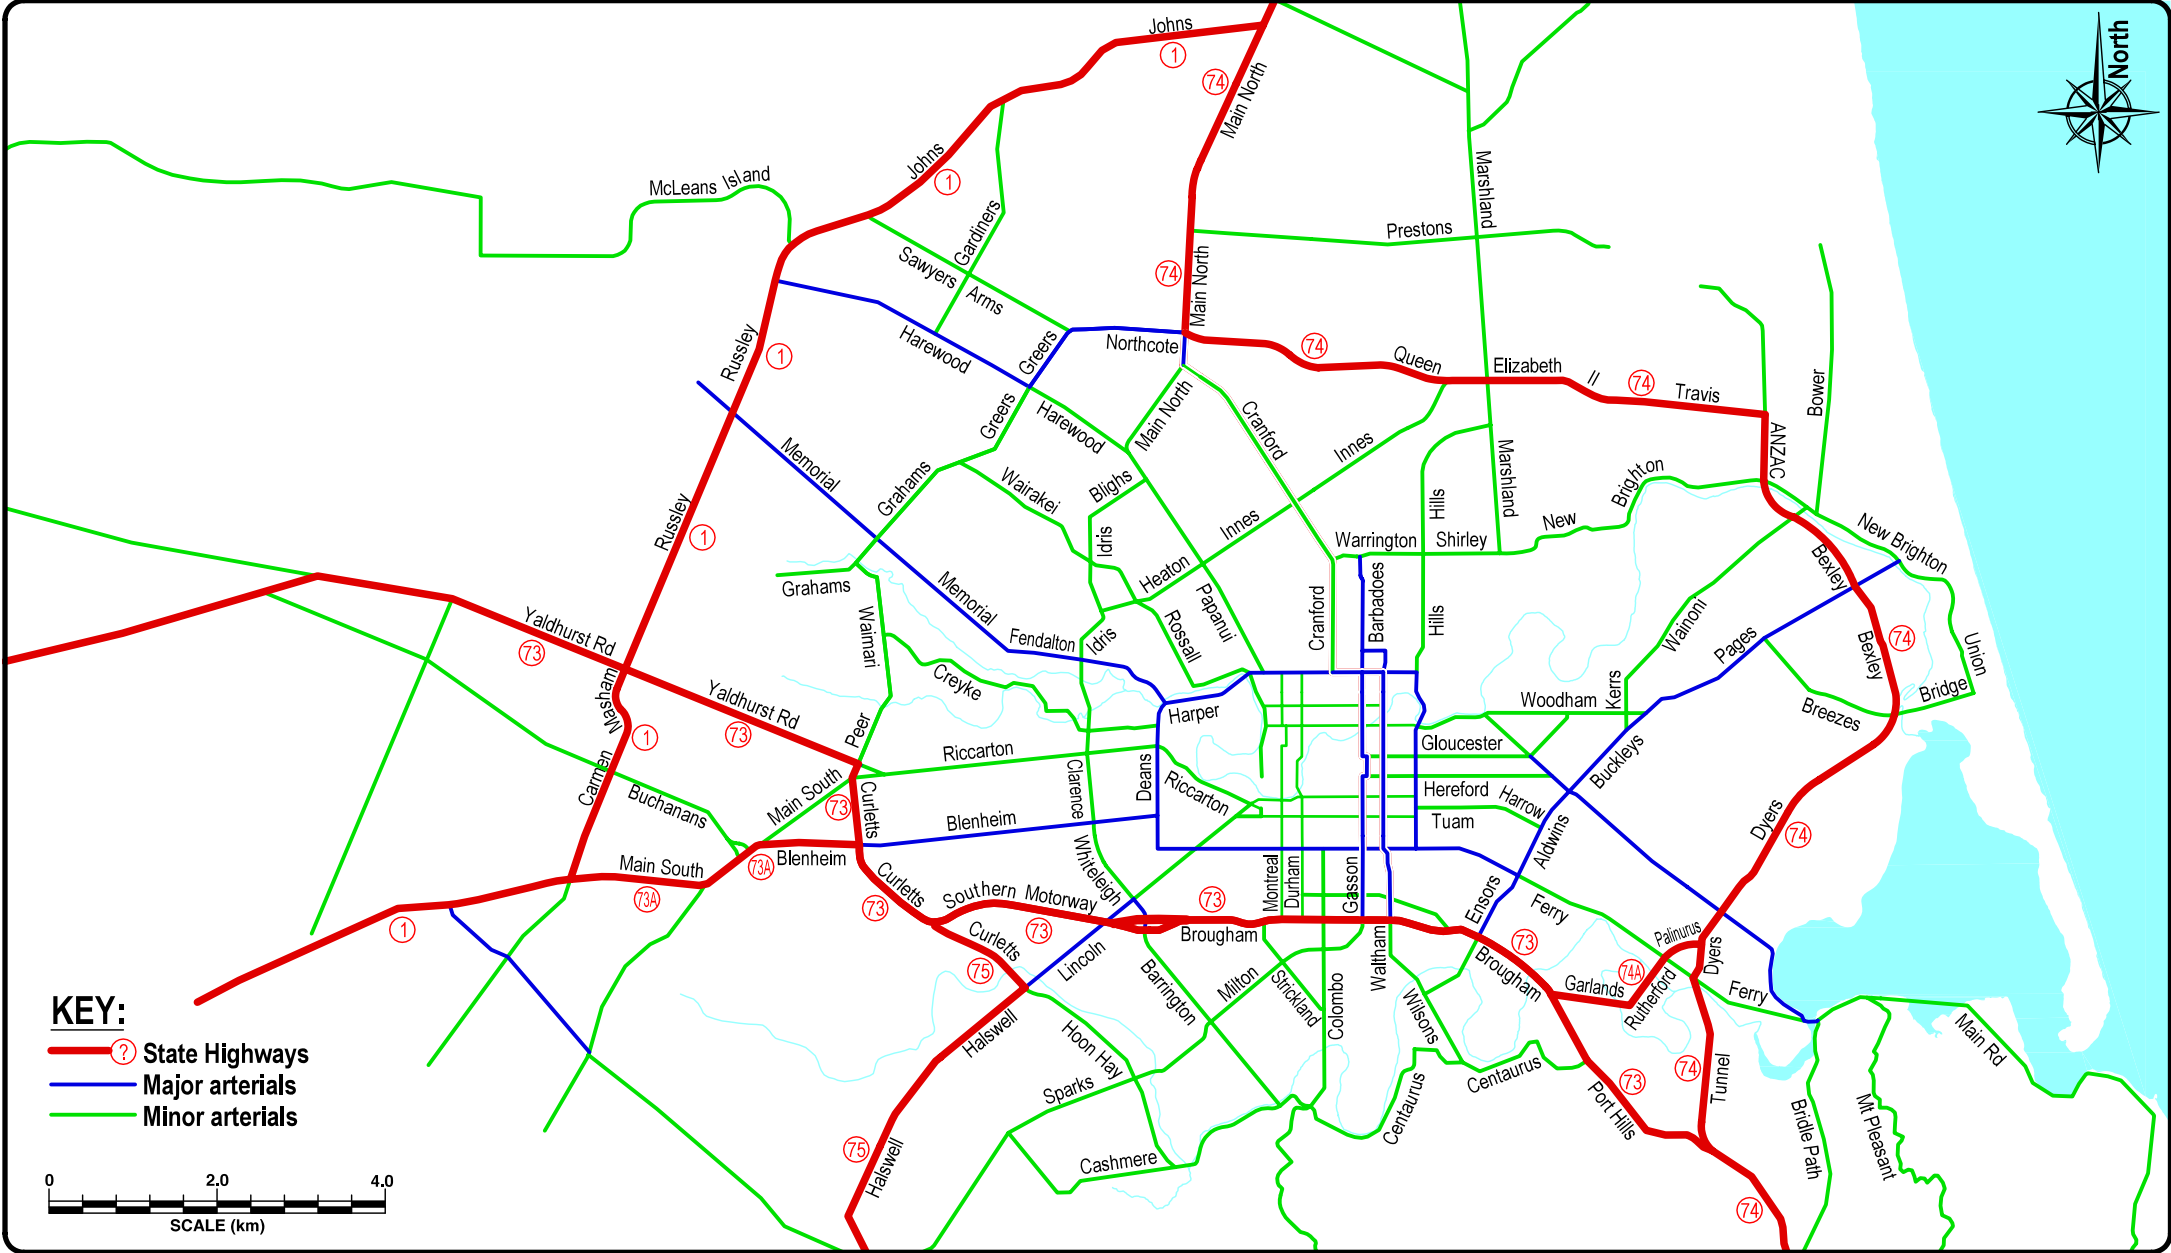 Johns
1
North
74
Main North
Johns
1
McLeans Island
Marshland
Gardiners
Prestons
Sawyers Arms
74
Main North
Russley
1
Harewood
Greers
Northcote
74
Queen Elizabeth II
74
Travis
Bower
Greers
Harewood
Main North
Cranford
Innes
ANZAC
Memorial
Marshland
Grahams
Wairakei
Blighs
Hills
Brighton
New
New Brighton
Russley
1
Idris
Innes
Warrington
Shirley
Bexley
Grahams
Memorial
Heaton
Papanui
Barbadoes
Cranford
Hills
Wainoni
Yaldhurst Rd
73
Waimari
Fendalton
Idris
Rossall
Pages
Bexley
74
Union
Masham
Creyke
Yaldhurst Rd
73
Harper
Woodham
Kerrs
Bridge
Breezes
1
Peer
Riccarton
Gloucester
Buckleys
Carmen
Buchanans
Main South
73
Curletts
Clarence
Deans
Riccarton
Hereford
Harrow
Tuam
Blenheim
Dyers
74
Aldwins
Main South
73A
73A
Blenheim
Whiteleigh
Curletts
73
Southern Motorway
73
73
Brougham
Montreal
Durham
Gasson
Ensors
Ferry
1
Curletts
75
Lincoln
Barrington
Milton
Strickland
Colombo
Waltham
Wilsons
73
Brougham
Palinurus
Dyers
74A
Garlands
Rutherford
Ferry
KEY:
? State Highways
Major arterials
Minor arterials
Halswell
Hoon Hay
Sparks
Centaurus
Centaurus
73
Port Hills
74
Tunnel
Main Rd
Bridle Path
Mt Pleasant
75
Halswell
Cashmere
74
0 2.0 4.0
SCALE (km)